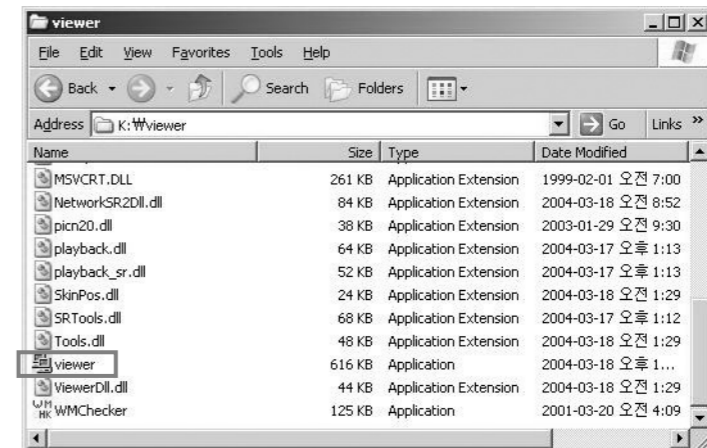 viewer
File Edit View Favorites Tools Help
Back Search Folders
Address K:₩viewer Go Links »
Name Size Type Date Modified
MSVCRT.DLL 261 KB Application Extension 1999-02-01 오전 7:00
NetworkSR2Dll.dll 84 KB Application Extension 2004-03-18 오전 8:52
picn20.dll 38 KB Application Extension 2003-01-29 오전 9:30
playback.dll 64 KB Application Extension 2004-03-17 오후 1:13
playback_sr.dll 52 KB Application Extension 2004-03-17 오후 1:13
SkinPos.dll 24 KB Application Extension 2004-03-18 오전 1:29
SRTools.dll 68 KB Application Extension 2004-03-17 오후 1:12
Tools.dll 48 KB Application Extension 2004-03-18 오전 1:29
viewer 616 KB Application 2004-03-18 오후 1...
ViewerDll.dll 44 KB Application Extension 2004-03-18 오전 1:29
WMChecker 125 KB Application 2001-03-20 오전 4:09